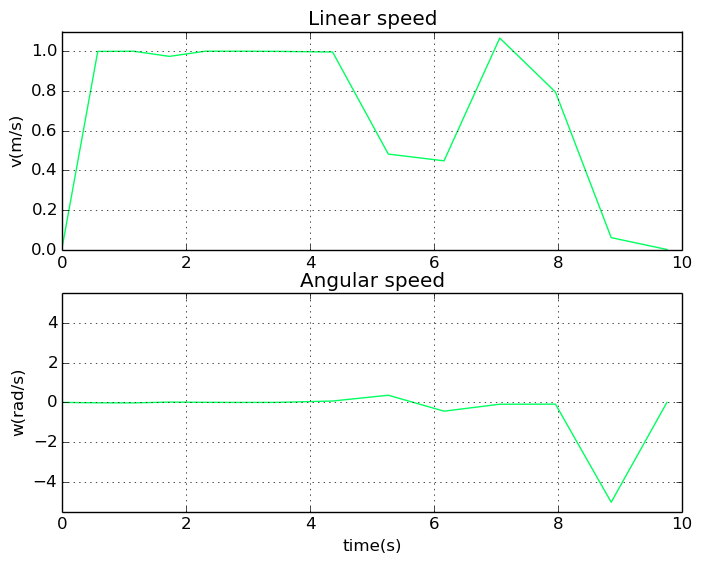 Linear speed
1.0
0.8
0.6
0.4
0.2
0.0
v(m/s)
0 2 4 6 8 10
Angular speed
4
2
0
−2
−4
w(rad/s)
0 2 4 6 8 10
time(s)